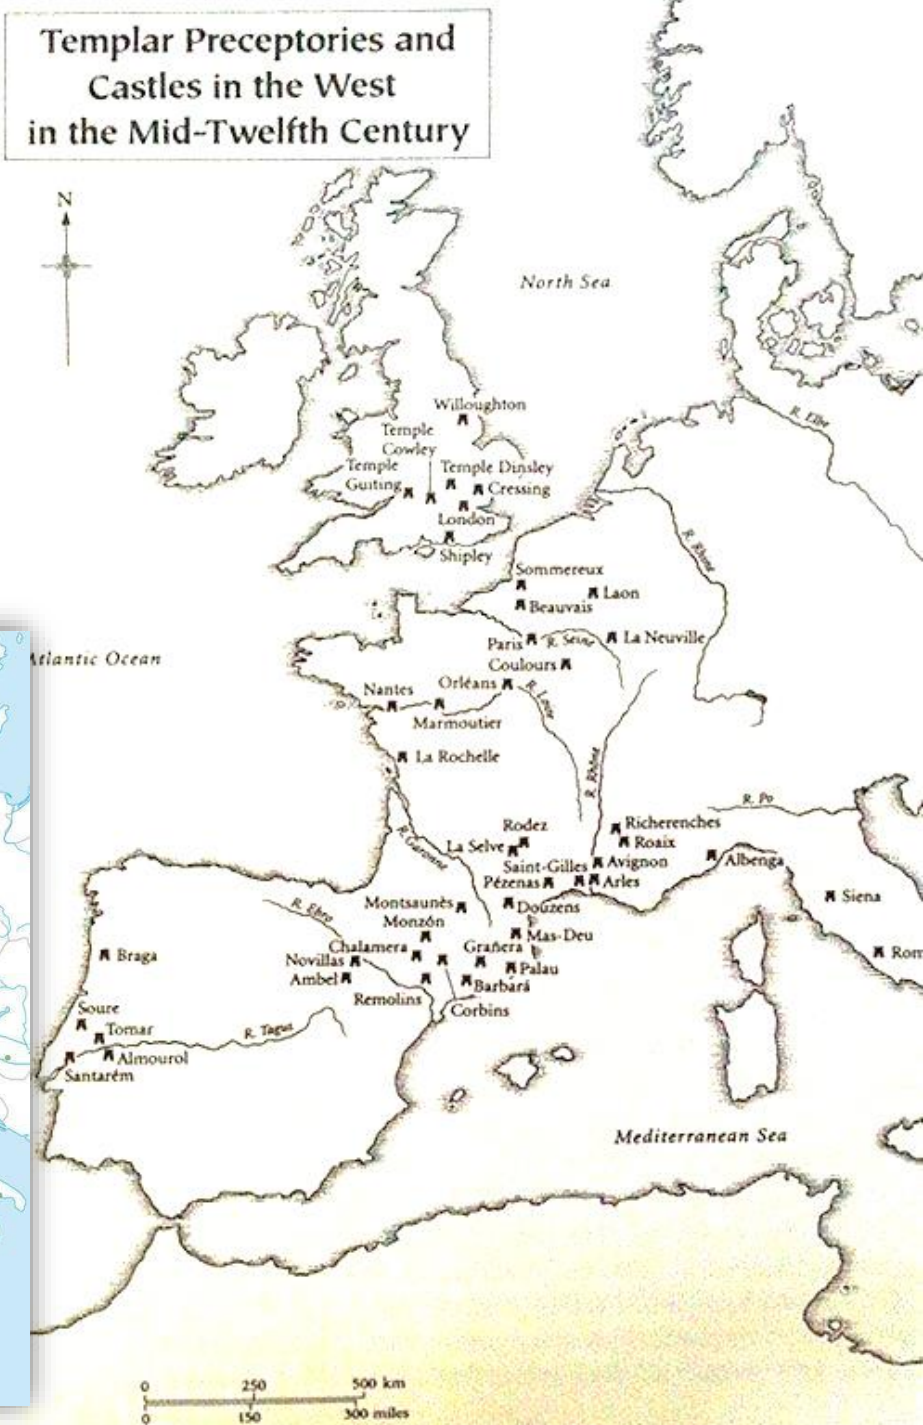 Templar Preceptories and
Castles in the West
in the Mid-Twelfth Century
N
North Sea
Willoughton
Temple
Cowley
Temple
Guiting
Temple Dinsley
Cressing
London
Shipley
R. Elbe
R. Rhine
Sommereux
Laon
Beauvais
Paris
R. Seine
La Neuville
Coulours
Atlantic Ocean
Orléans
Nantes
R. Loire
Marmoutier
La Rochelle
R. Rhône
R. Po
Richerenches
Rodez
Roaix
La Selve
R. Garonne
Saint-Gilles
Avignon
Albenga
Pézenas
Arles
Siena
Montsaunès
Douzens
R. Ebro
Monzón
Mas-Deu
Chalamera
Grañera
Braga
Novillas
Rom
Palau
Ambel
Barbará
Remolins
Corbins
Soure
Tomar
R. Tagus
Almourol
Santarém
Mediterranean Sea
0 250 500 km
0 150 300 miles